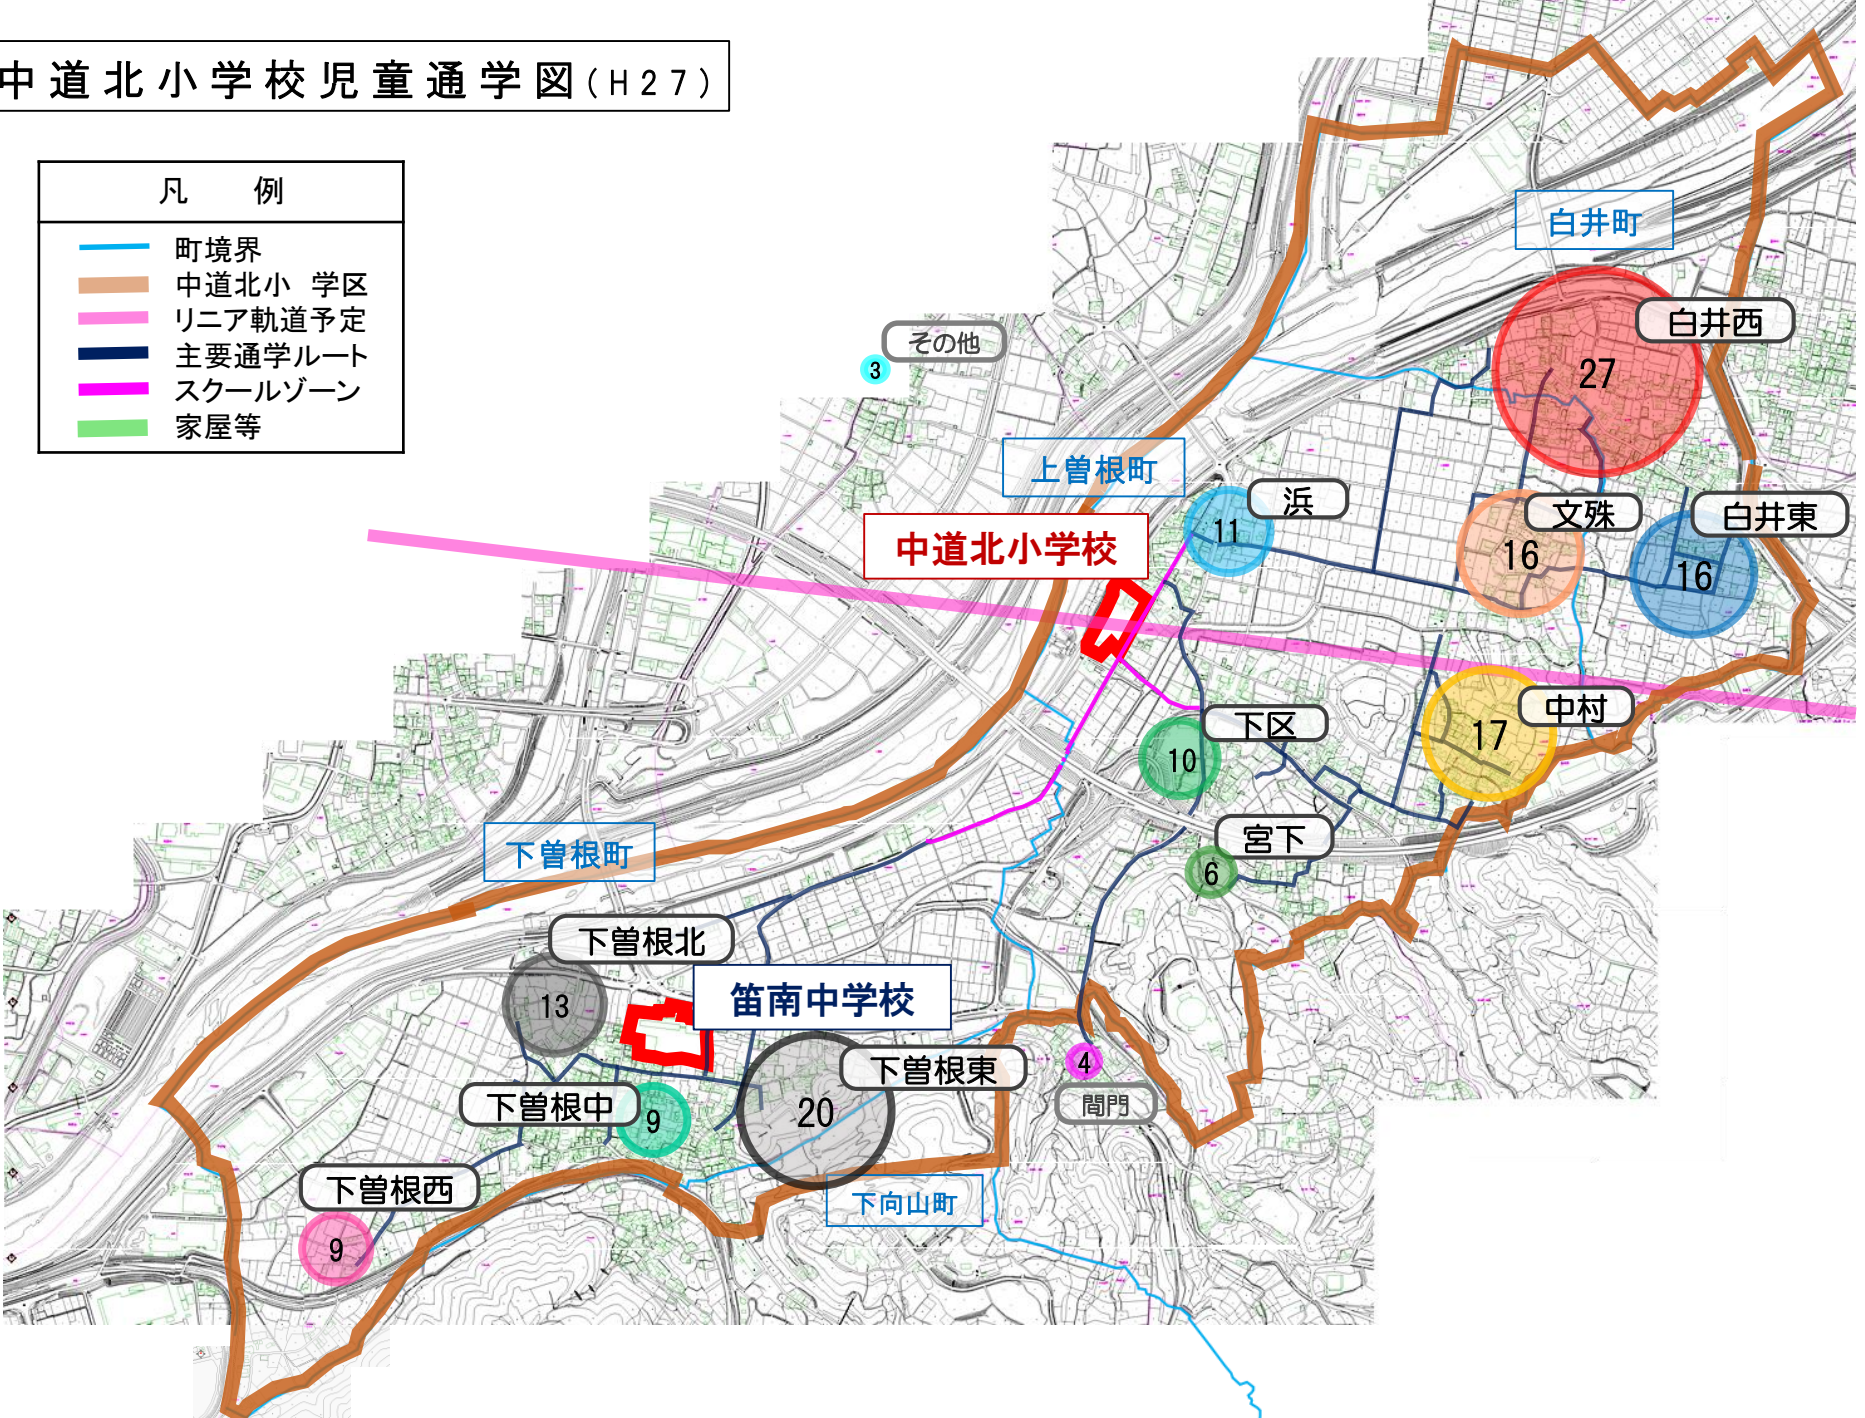 中道北小学校児童通学図(H27)
凡 例
町境界
中道北小 学区
リニア軌道予定
主要通学ルート
スクールゾーン
家屋等
白井町
白井西
27
その他
3
上曽根町
浜
11
文殊
16
白井東
16
中道北小学校
中村
17
下区
10
宮下
6
下曽根町
下曽根北
13
笛南中学校
下曽根東
20
4
間門
下曽根中
9
下曽根西
9
下向山町